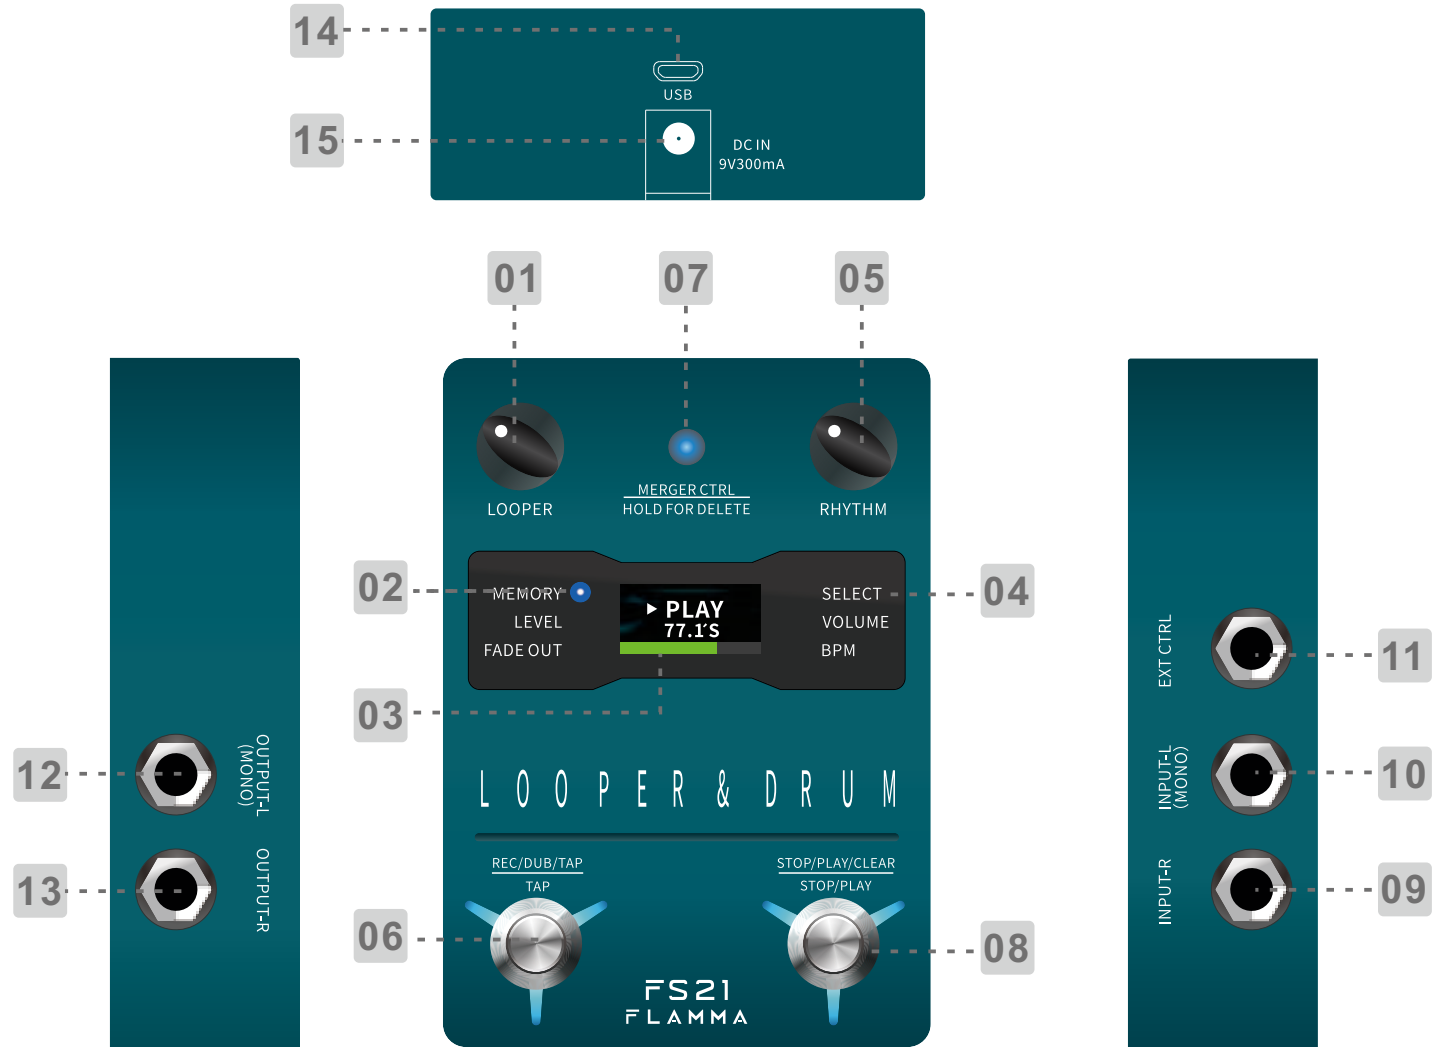 14
USB
15
DC IN
9V300mA
01
07
05
LOOPER
MERGER CTRL
HOLD FOR DELETE
RHYTHM
02
MEMORY
LEVEL
FADE OUT
PLAY
77.1'S
SELECT
VOLUME
BPM
04
03
EXT CTRL
11
12
OUTPUT-L
(MONO)
LOOPER & DRUM
INPUT-L
(MONO)
10
13
OUTPUT-R
REC/DUB/TAP
TAP
STOP/PLAY/CLEAR
STOP/PLAY
INPUT-R
09
06
08
FS21
FLAMMA